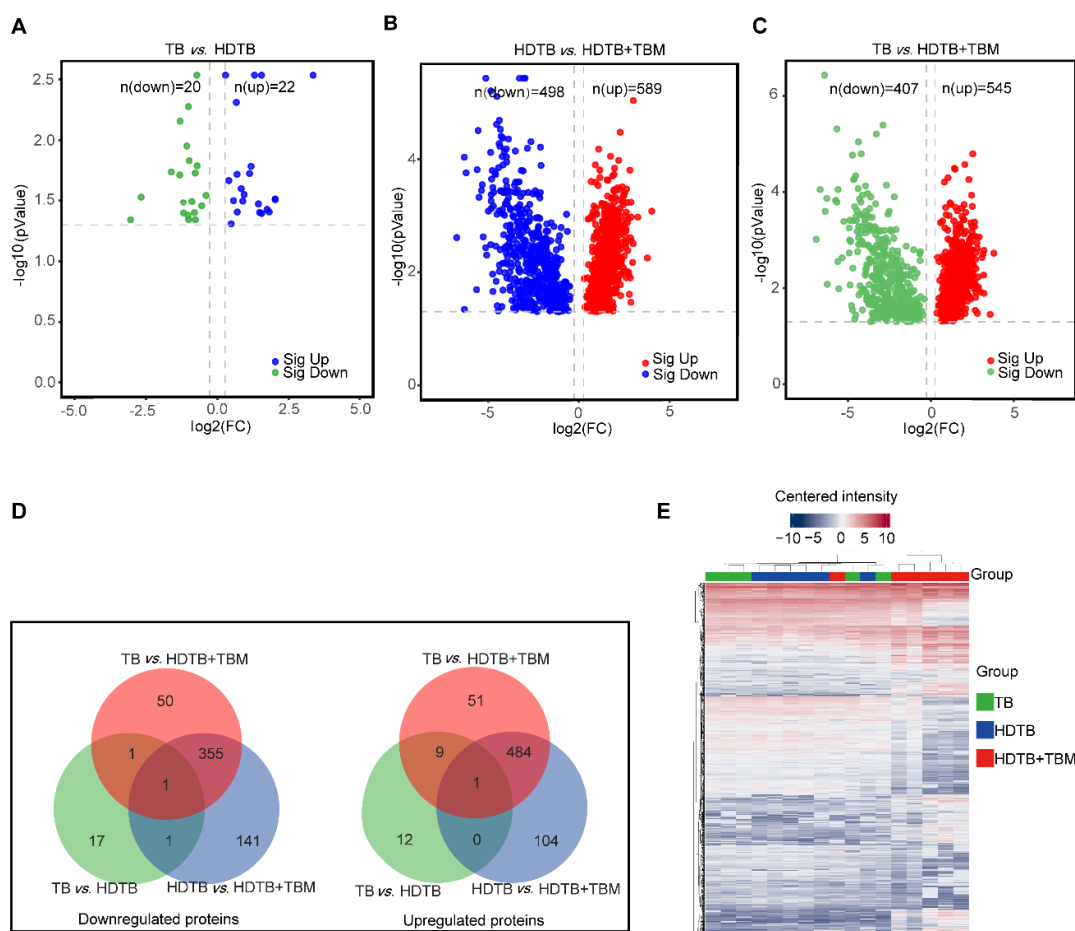 A
TB vs. HDTB
n(down)=20
n(up)=22
2.5
2.0
1.5
1.0
0.5
0.0
-log10(pValue)
Sig Up
Sig Down
-5.0
-2.5
0.0
2.5
5.0
log2(FC)
B
HDTB vs. HDTB+TBM
n(down)=498
n(up)=589
4
2
0
-log10(pValue)
Sig Up
Sig Down
-5
0
5
log2(FC)
C
TB vs. HDTB+TBM
n(down)=407
n(up)=545
6
4
2
0
-log10(pValue)
Sig Up
Sig Down
-5
0
5
log2(FC)
D
TB vs. HDTB+TBM
50
1
355
1
17
1
141
TB vs. HDTB
HDTB vs. HDTB+TBM
Downregulated proteins
TB vs. HDTB+TBM
51
9
484
1
12
0
104
TB vs. HDTB
HDTB vs. HDTB+TBM
Upregulated proteins
E
Centered intensity
−10 −5 0 5 10
Group
Group
TB
HDTB
HDTB+TBM